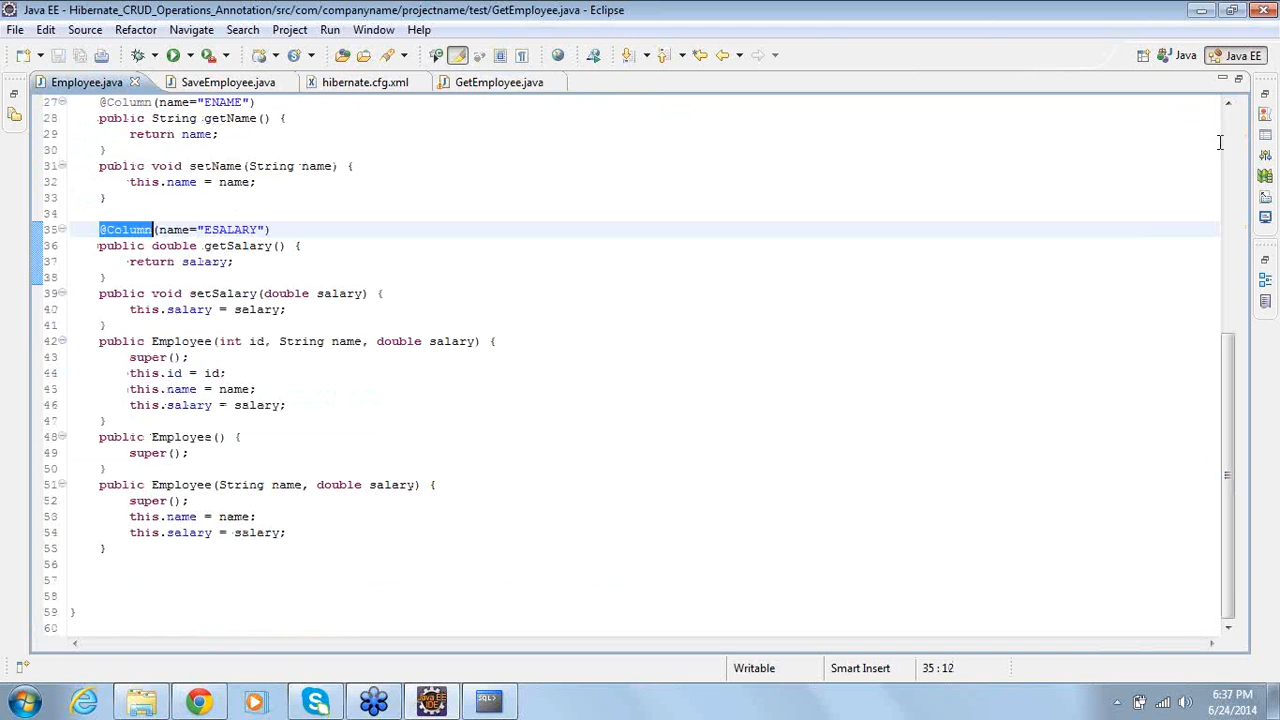 Java EE - Hibernate_CRUD_Operations_Annotation/src/com/companyname/projectname/test/GetEmployee.java - Eclipse
File Edit Source Refactor Navigate Search Project Run Window Help
Java Java EE
Employee.java SaveEmployee.java hibernate.cfg.xml GetEmployee.java
27 @Column(name="ENAME")
28 public String getName() {
29 return name;
30 }
31 public void setName(String name) {
32 this.name = name;
33 }
34
35 @Column(name="ESALARY")
36 public double getSalary() {
37 return salary;
38 }
39 public void setSalary(double salary) {
40 this.salary = salary;
41 }
42 public Employee(int id, String name, double salary) {
43 super();
44 this.id = id;
45 this.name = name;
46 this.salary = salary;
47 }
48 public Employee() {
49 super();
50 }
51 public Employee(String name, double salary) {
52 super();
53 this.name = name;
54 this.salary = salary;
55 }
56
57
58
59 }
60
Writable Smart Insert 35 : 12
Java EE IDE
SQL>
6:37 PM
6/24/2014